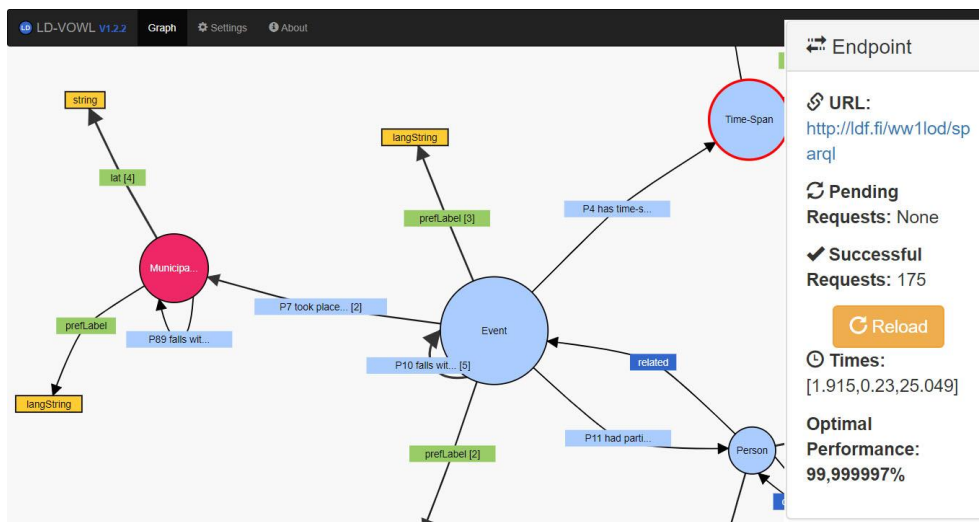 LD LD-VOWL V1.2.2 Graph Settings About
Endpoint
URL:
http://ldf.fi/ww1lod/sp
arql
Pending
Requests: None
Successful
Requests: 175
Reload
Times:
[1.915,0.23,25.049]
Optimal
Performance:
99,999997%
string
lat [4]
Municipa...
prefLabel
P89 falls wit...
langString
langString
prefLabel [3]
P4 has time-s...
Time-Span
P7 took place... [2]
Event
P10 falls wit... [5]
related
P11 had parti...
Person
prefLabel [2]